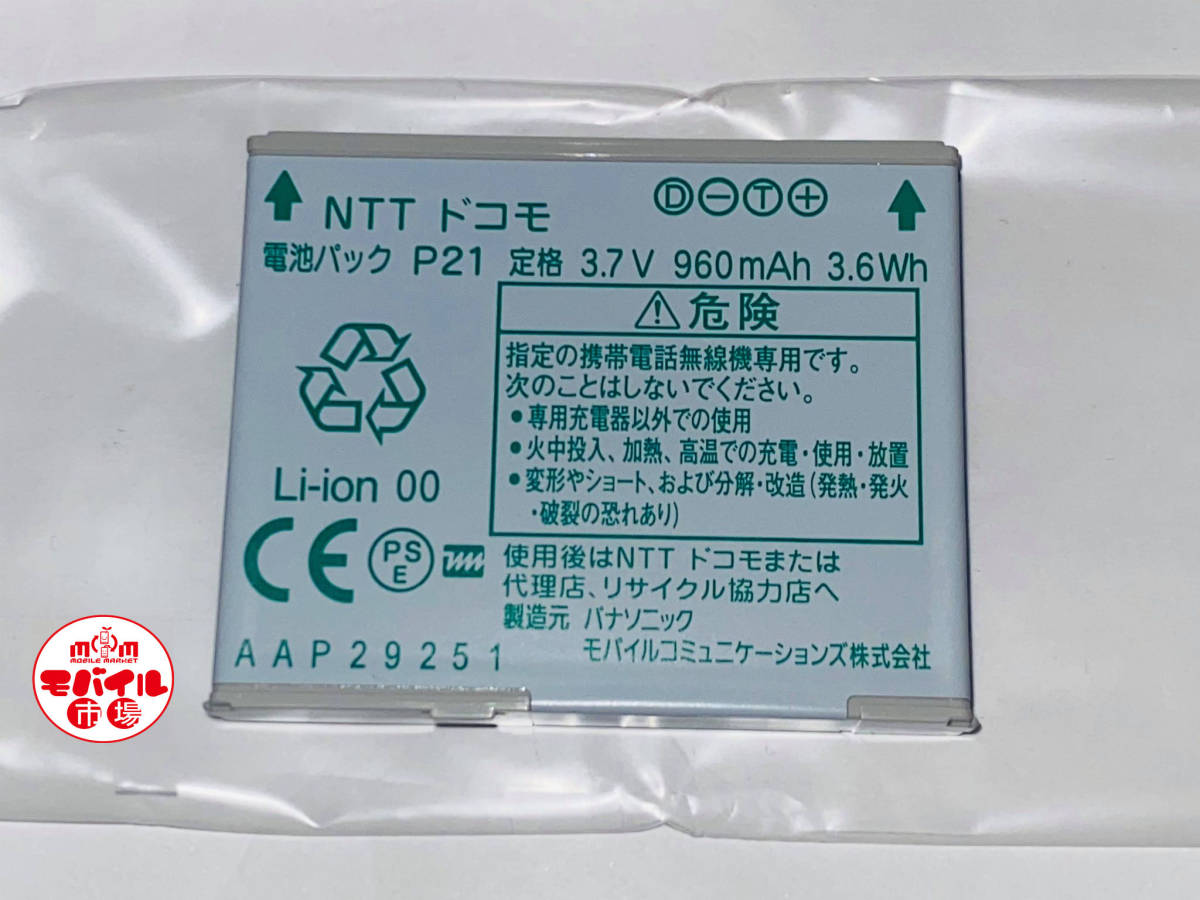 NTT ドコモ D − T +
電池パック P21 定格 3.7V 960mAh 3.6Wh
⚠危険
指定の携帯電話無線機専用です。
次のことはしないでください。
•専用充電器以外での使用
•火中投入、加熱、高温での充電・使用・放置
•変形やショート、および分解・改造(発熱・発火
・破裂の恐れあり)
Li-ion 00
CE PS E
使用後はNTT ドコモまたは
代理店、リサイクル協力店へ
製造元 パナソニック
モバイルコミュニケーションズ株式会社
AAP29251
mom
MOBILE MARKET
モバイル
市場